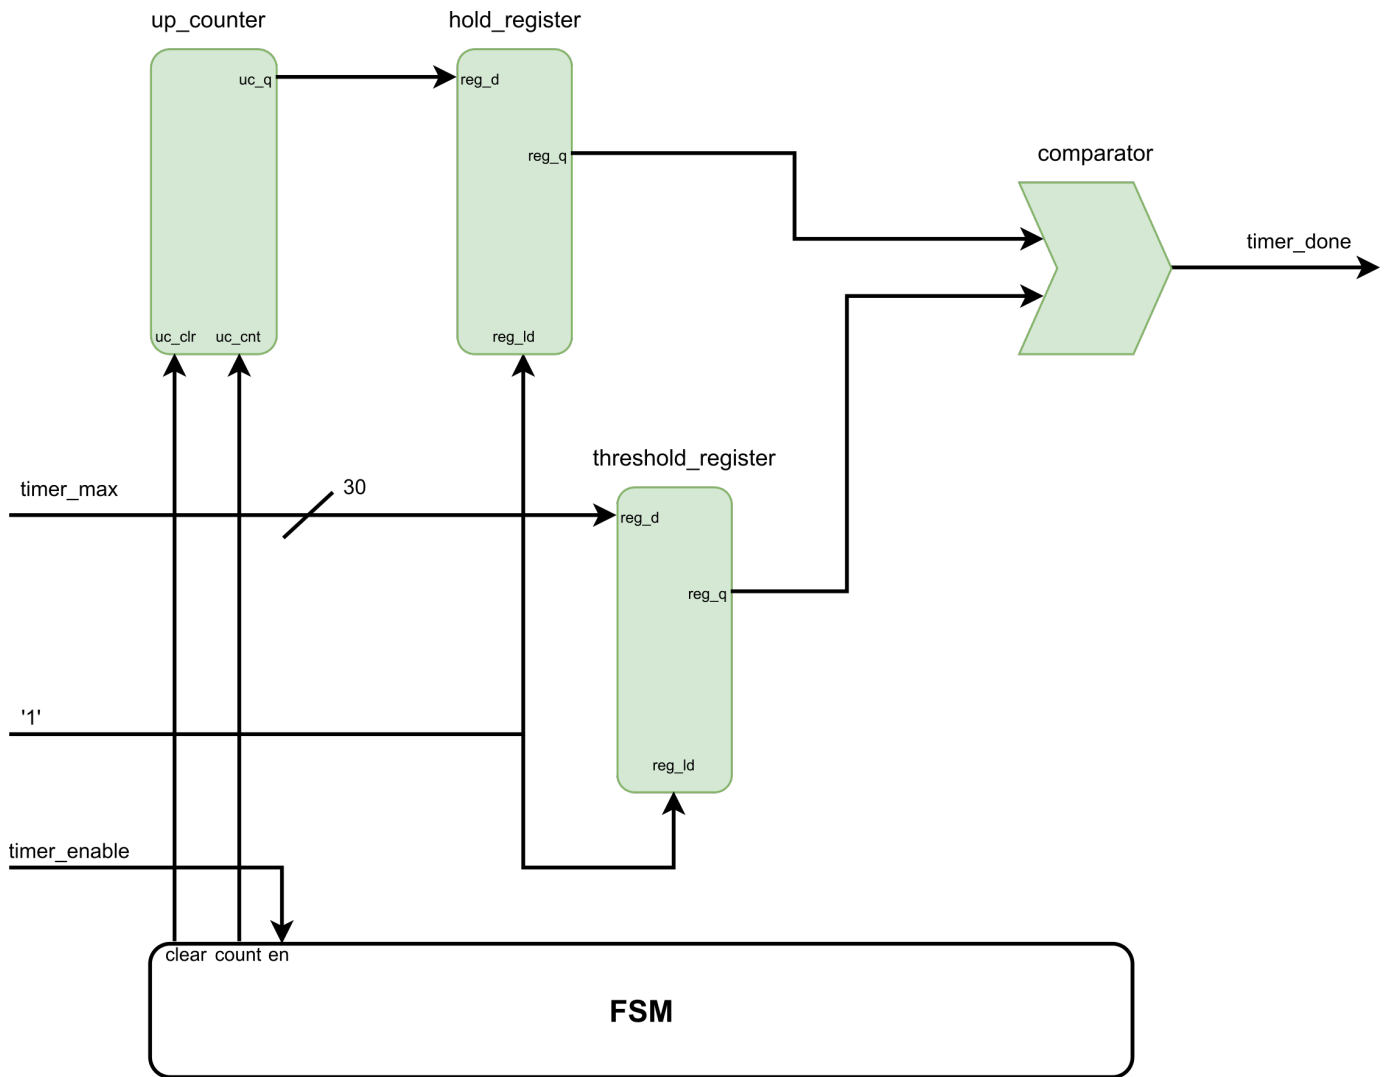 up_counter
hold_register
uc_q
reg_d
reg_q
comparator
timer_done
uc_clr
uc_cnt
reg_ld
threshold_register
timer_max
30
reg_d
reg_q
'1'
reg_ld
timer_enable
clear count en
FSM